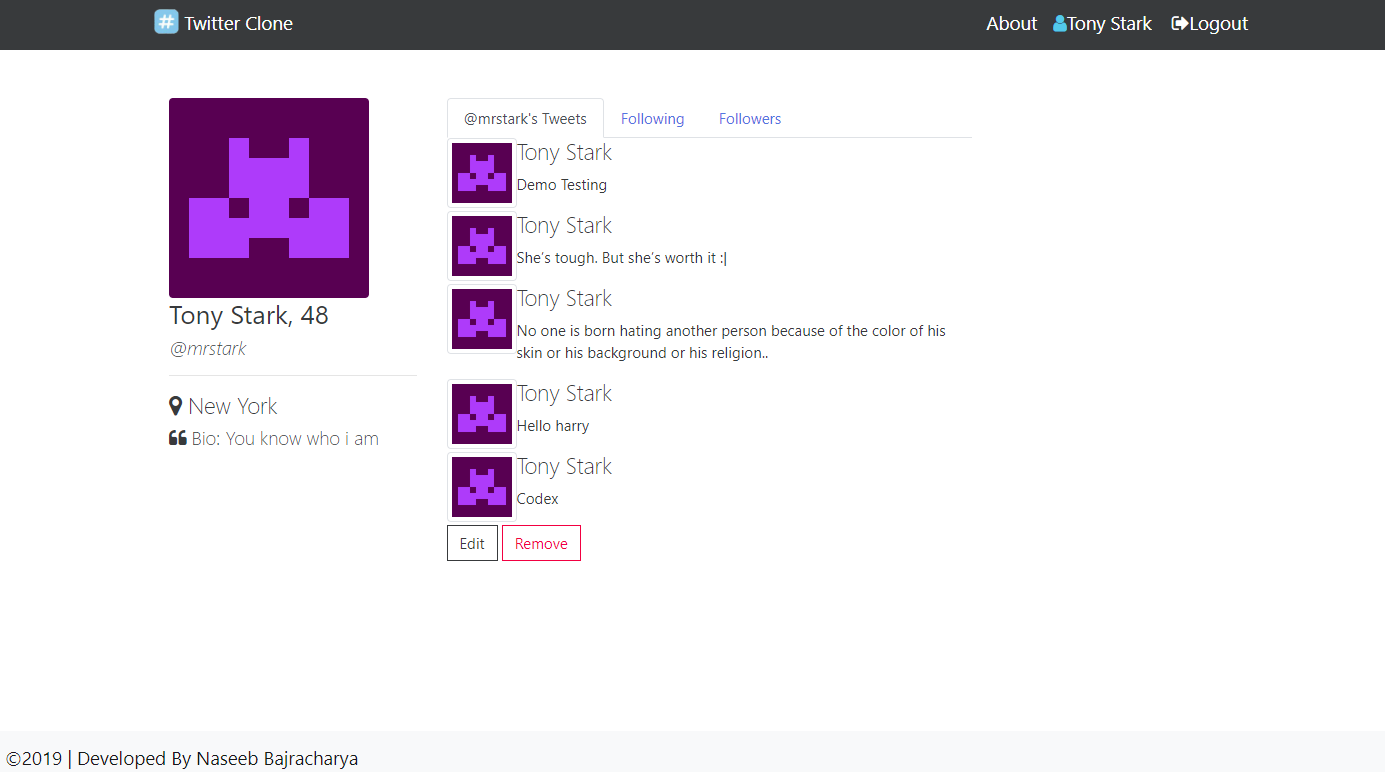 Twitter Clone
About Tony Stark Logout
Tony Stark, 48
@mrstark
New York
Bio: You know who i am
@mrstark's Tweets Following Followers
Tony Stark
Demo Testing
Tony Stark
She's tough. But she's worth it :|
Tony Stark
No one is born hating another person because of the color of his
skin or his background or his religion..
Tony Stark
Hello harry
Tony Stark
Codex
Edit Remove
©2019 | Developed By Naseeb Bajracharya